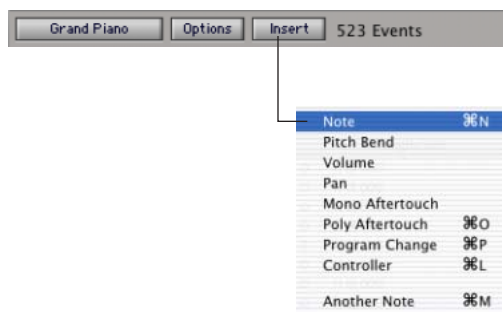 Grand Piano Options Insert 523 Events
Note ⌘N
Pitch Bend
Volume
Pan
Mono Aftertouch
Poly Aftertouch ⌘O
Program Change ⌘P
Controller ⌘L
Another Note ⌘M